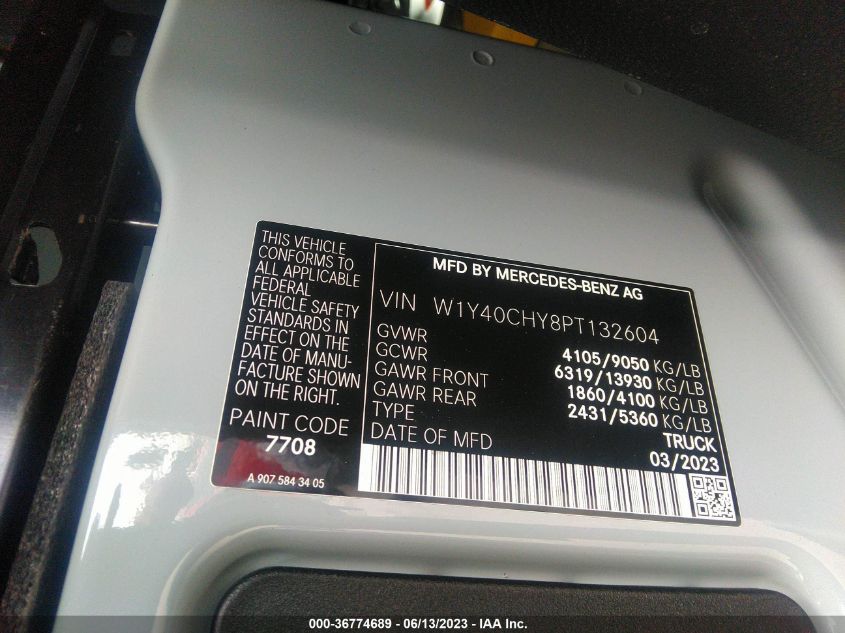 THIS VEHICLE
CONFORMS TO
ALL APPLICABLE
FEDERAL
VEHICLE SAFETY
STANDARDS IN
EFFECT ON THE
DATE OF MANU-
FACTURE SHOWN
ON THE RIGHT.
PAINT CODE
7708
A 907 584 34 05
MFD BY MERCEDES-BENZ AG
VIN W1Y40CHY8PT132604
GVWR 4105/9050 KG/LB
GCWR 6319/13930 KG/LB
GAWR FRONT 1860/4100 KG/LB
GAWR REAR 2431/5360 KG/LB
TYPE TRUCK
DATE OF MFD 03/2023
000-36774689 - 06/13/2023 - IAA Inc.